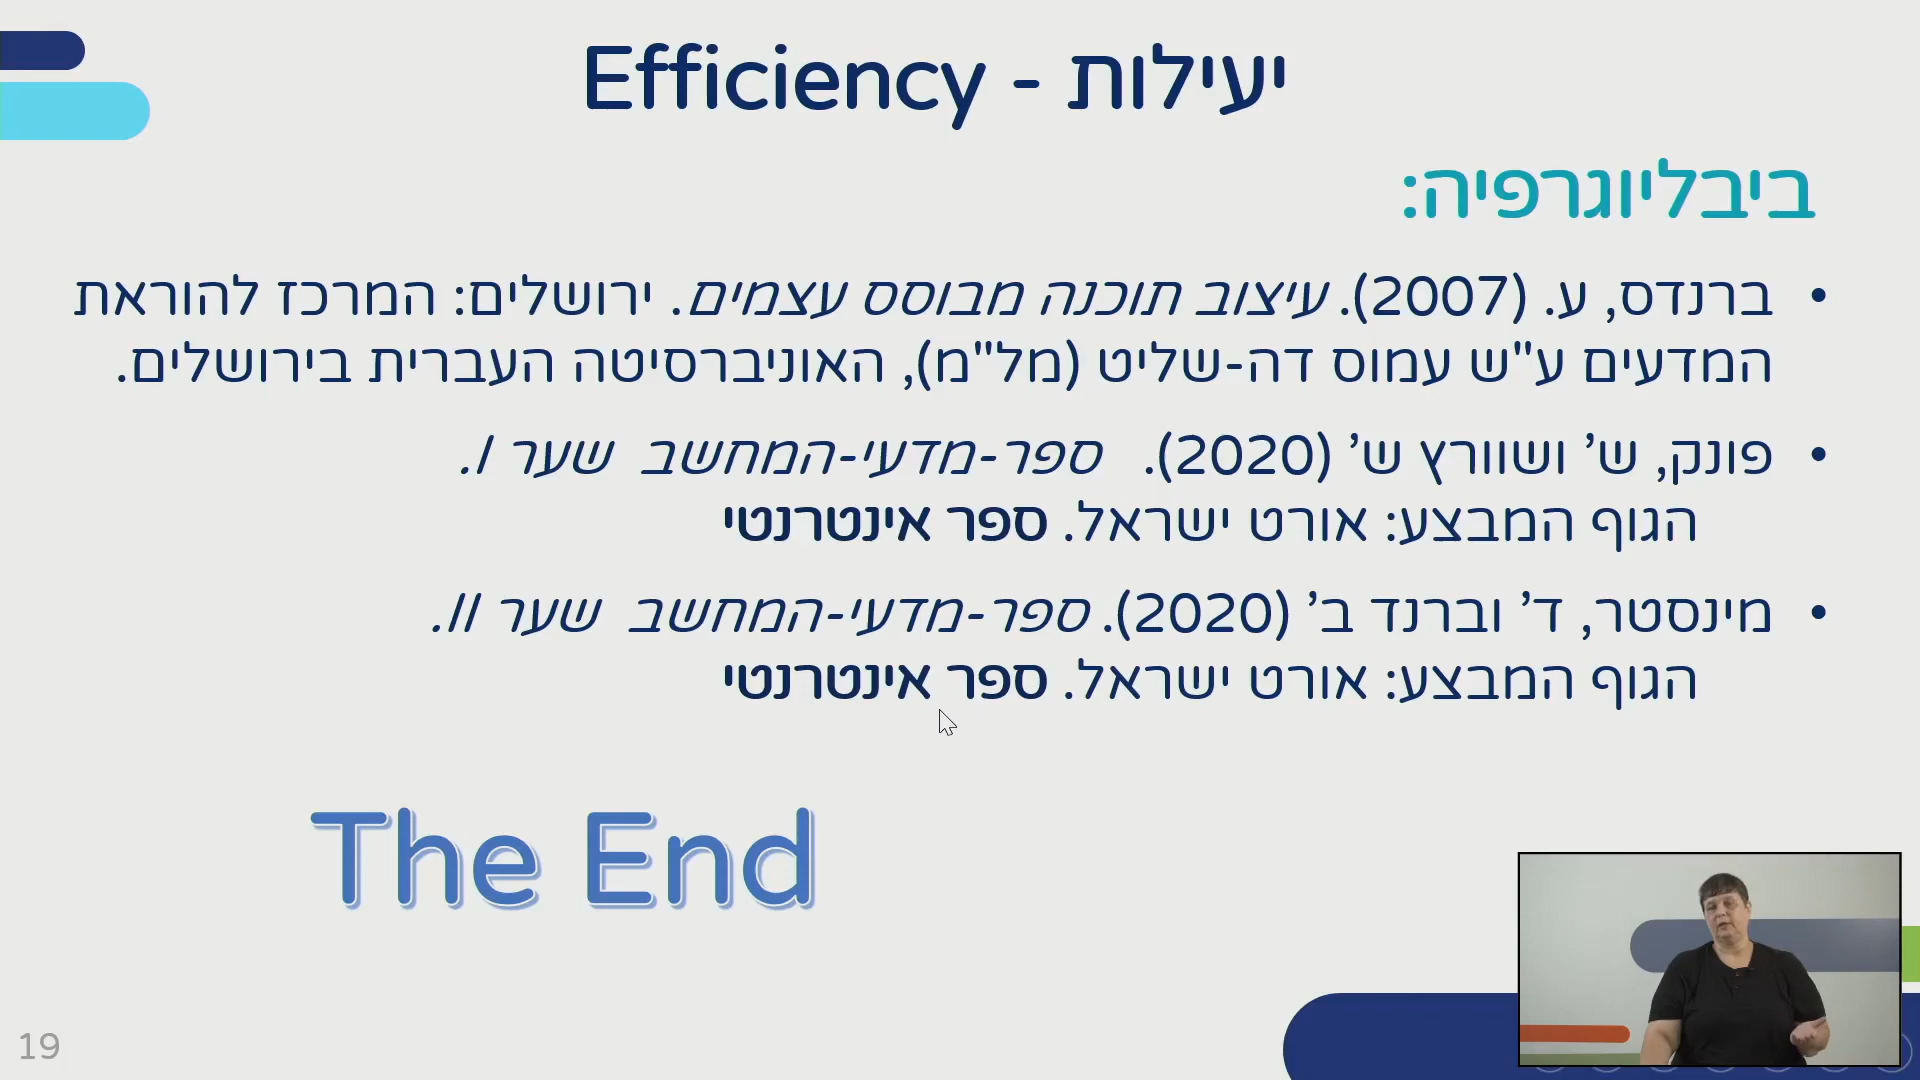 יעילות - Efficiency
ביבליוגרפיה:
• ברנדס, ע. (2007). עיצוב תוכנה מבוסס עצמים. ירושלים: המרכז להוראת
המדעים ע"ש עמוס דה-שליט (מל"מ), האוניברסיטה העברית בירושלים.
• פונק, ש' ושוורץ ש' (2020). ספר-מדעי-המחשב שער I.
הגוף המבצע: אורט ישראל. ספר אינטרנטי
• מינסטר, ד' וברנד ב' (2020). ספר-מדעי-המחשב שער II.
הגוף המבצע: אורט ישראל. ספר אינטרנטי
The End
19